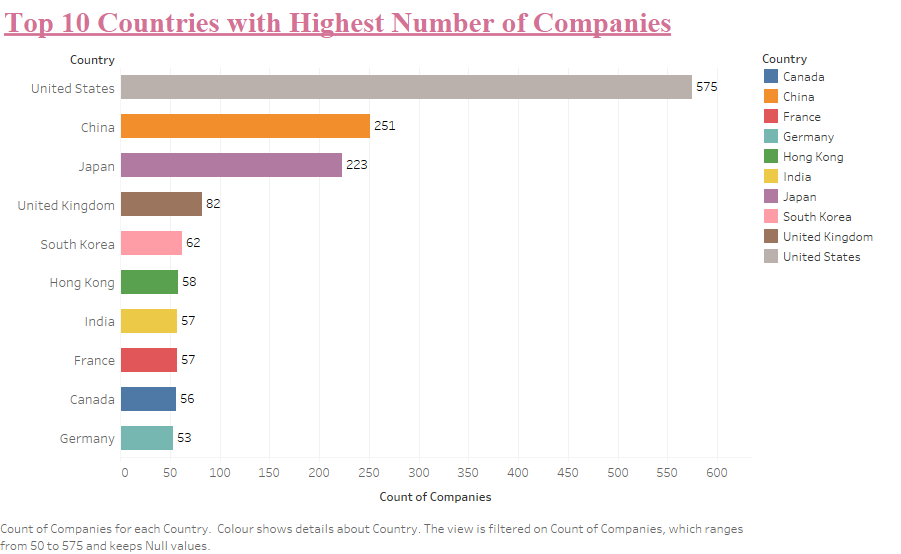 Top 10 Countries with Highest Number of Companies
Country
United States 575
China 251
Japan 223
United Kingdom 82
South Korea 62
Hong Kong 58
India 57
France 57
Canada 56
Germany 53
0 50 100 150 200 250 300 350 400 450 500 550 600
Count of Companies
Country
Canada
China
France
Germany
Hong Kong
India
Japan
South Korea
United Kingdom
United States
Count of Companies for each Country. Colour shows details about Country. The view is filtered on Count of Companies, which ranges
from 50 to 575 and keeps Null values.